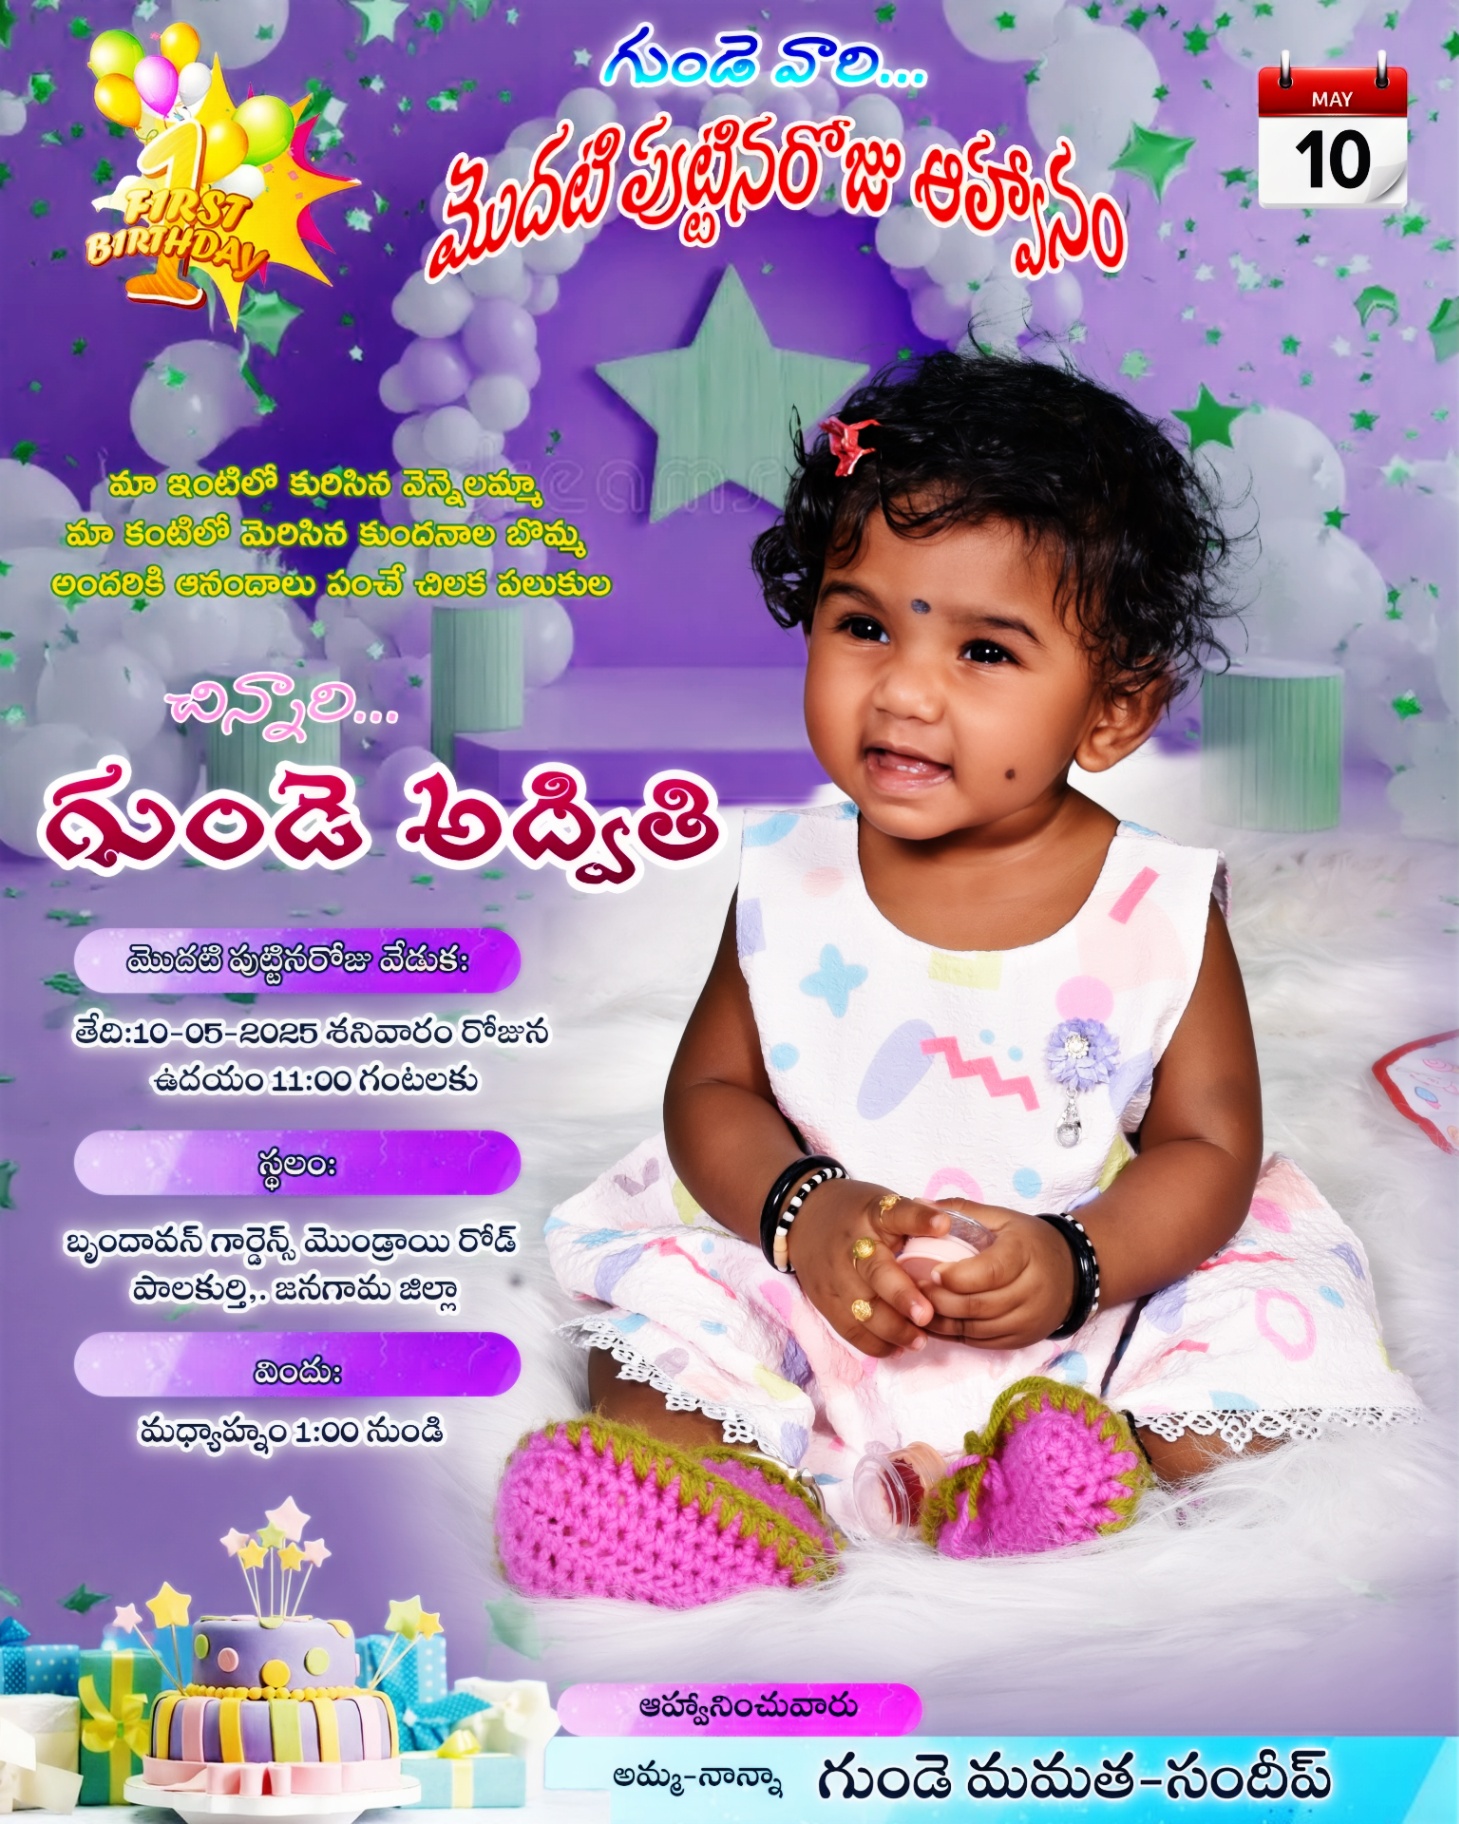 గుండె వారి...
మొదటి పుట్టినరోజు ఆహ్వానం
MAY
10
1
FIRST
BIRTHDAY
మా ఇంటిలో కురిసిన వెన్నెలమ్మా
మా కంటిలో మెరిసిన కుందనాల బొమ్మ
అందరికి ఆనందాలు పంచే చిలక పలుకుల
చిన్నారి...
గుండె అద్వితి
మొదటి పుట్టినరోజు వేడుక:
తేది:10-05-2025 శనివారం రోజున
ఉదయం 11:00 గంటలకు
స్థలం:
బృందావన్ గార్డెన్స్ మొండ్రాయి రోడ్
పాలకుర్తి,. జనగామ జిల్లా
విందు:
మధ్యాహ్నం 1:00 నుండి
ఆహ్వానించువారు
అమ్మ-నాన్నా గుండె మమత-సందీప్